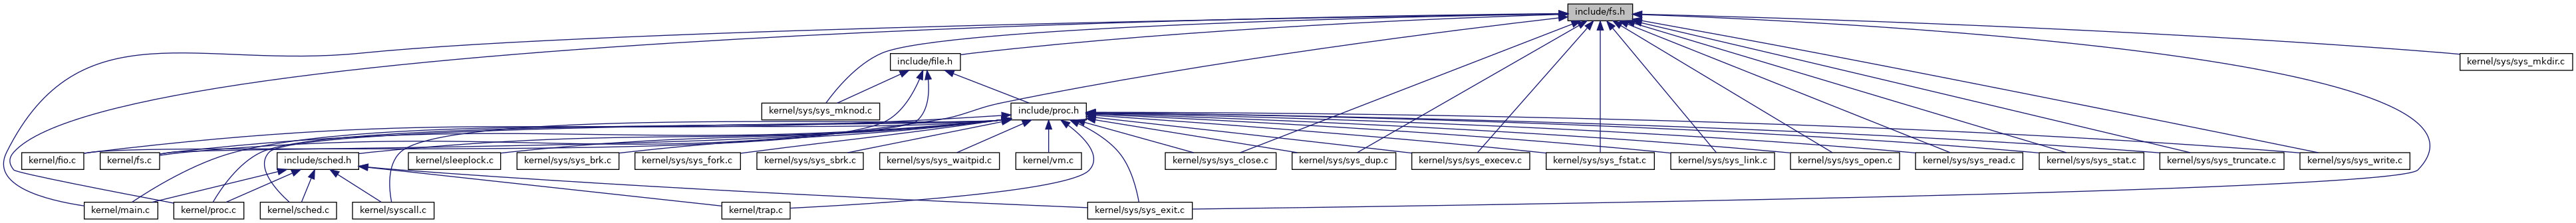 include/fs.h
include/file.h
kernel/sys/sys_mkdir.c
kernel/sys/sys_mknod.c
include/proc.h
kernel/fio.c
kernel/fs.c
include/sched.h
kernel/sleeplock.c
kernel/sys/sys_brk.c
kernel/sys/sys_fork.c
kernel/sys/sys_sbrk.c
kernel/sys/sys_waitpid.c
kernel/vm.c
kernel/sys/sys_close.c
kernel/sys/sys_dup.c
kernel/sys/sys_execev.c
kernel/sys/sys_fstat.c
kernel/sys/sys_link.c
kernel/sys/sys_open.c
kernel/sys/sys_read.c
kernel/sys/sys_stat.c
kernel/sys/sys_truncate.c
kernel/sys/sys_write.c
kernel/main.c
kernel/proc.c
kernel/sched.c
kernel/syscall.c
kernel/trap.c
kernel/sys/sys_exit.c